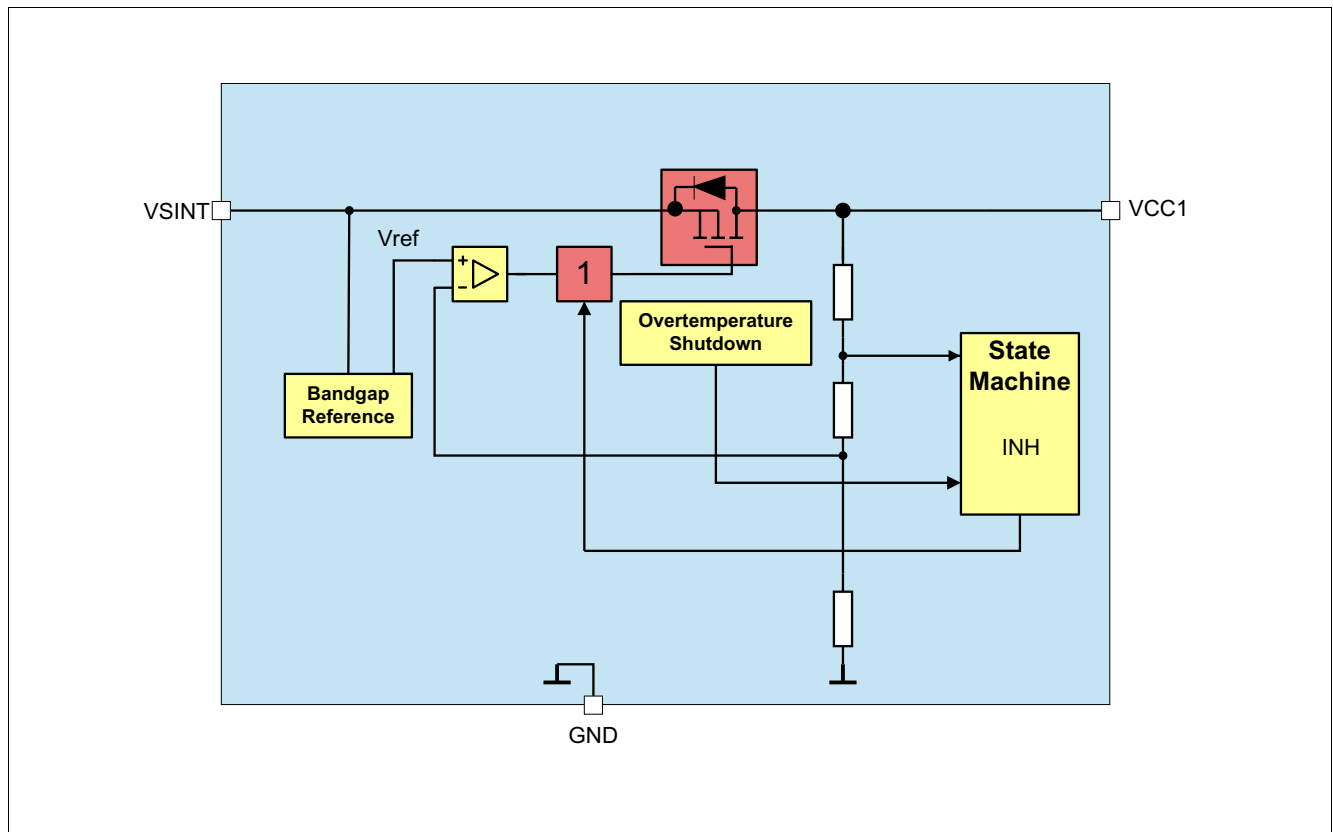 VSINT
VCC1
Vref
+
-
1
Overtemperature
Shutdown
State
Machine
INH
Bandgap
Reference
GND